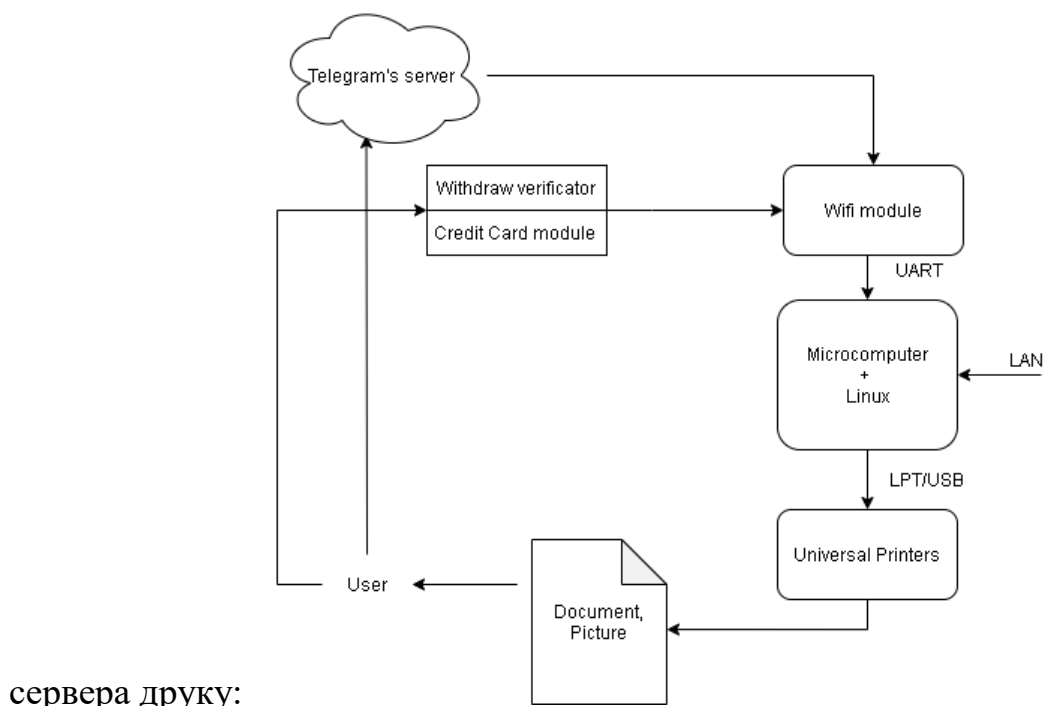 Telegram's server
Withdraw verificator
Credit Card module
Wifi module
UART
Microcomputer
+
Linux
LAN
LPT/USB
Universal Printers
User
Document,
Picture
сервера друку: